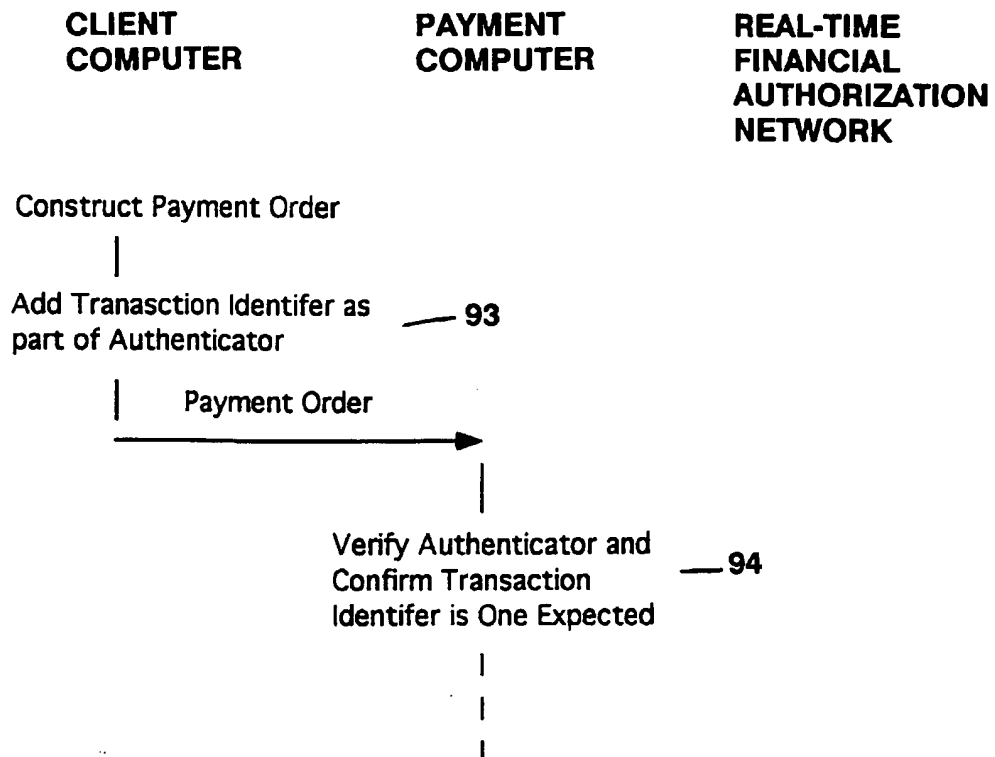 CLIENT
COMPUTER
PAYMENT
COMPUTER
REAL-TIME
FINANCIAL
AUTHORIZATION
NETWORK
Construct Payment Order
Add Tranasction Identifer as
part of Authenticator
93
Payment Order
Verify Authenticator and
Confirm Transaction
Identifer is One Expected
94